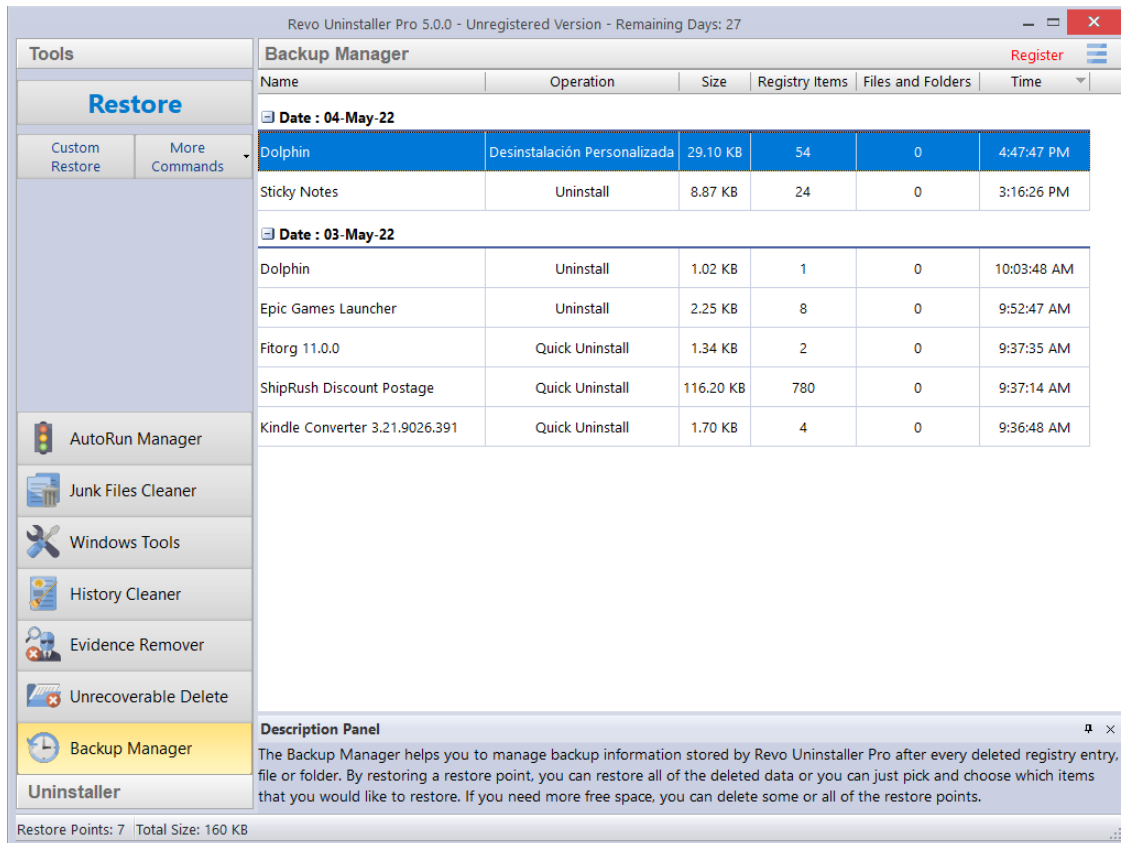 Revo Uninstaller Pro 5.0.0 - Unregistered Version - Remaining Days: 27
Tools
Restore
Custom Restore
More Commands
AutoRun Manager
Junk Files Cleaner
Windows Tools
History Cleaner
Evidence Remover
Unrecoverable Delete
Backup Manager
Uninstaller
Backup Manager Register
Name Operation Size Registry Items Files and Folders Time
Date : 04-May-22
Dolphin Desinstalación Personalizada 29.10 KB 54 0 4:47:47 PM
Sticky Notes Uninstall 8.87 KB 24 0 3:16:26 PM
Date : 03-May-22
Dolphin Uninstall 1.02 KB 1 0 10:03:48 AM
Epic Games Launcher Uninstall 2.25 KB 8 0 9:52:47 AM
Fitorg 11.0.0 Quick Uninstall 1.34 KB 2 0 9:37:35 AM
ShipRush Discount Postage Quick Uninstall 116.20 KB 780 0 9:37:14 AM
Kindle Converter 3.21.9026.391 Quick Uninstall 1.70 KB 4 0 9:36:48 AM
Description Panel
The Backup Manager helps you to manage backup information stored by Revo Uninstaller Pro after every deleted registry entry,
file or folder. By restoring a restore point, you can restore all of the deleted data or you can just pick and choose which items
that you would like to restore. If you need more free space, you can delete some or all of the restore points.
Restore Points: 7 Total Size: 160 KB